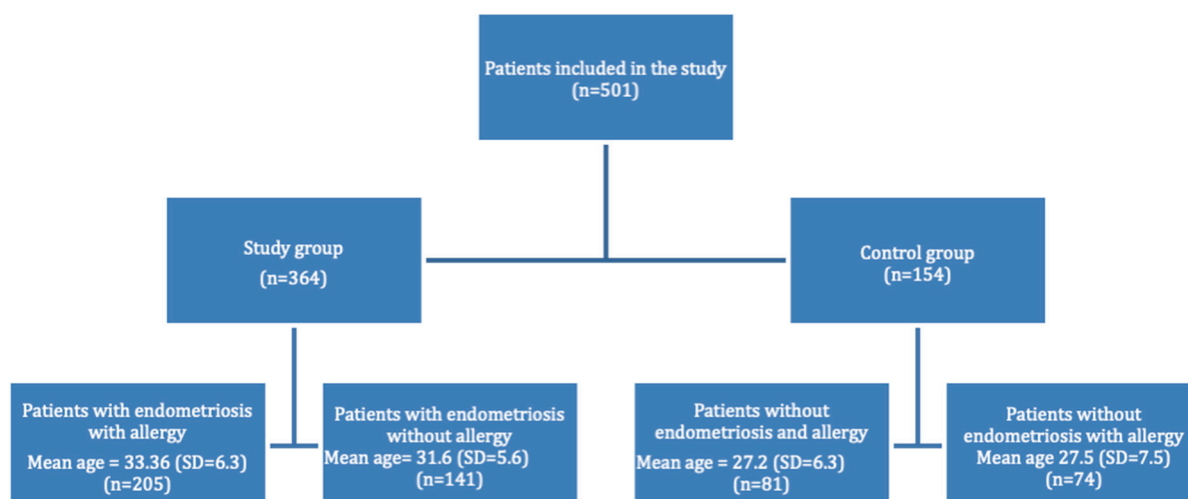 Patients included in the study
(n=501)
Study group
(n=364)
Control group
(n=154)
Patients with endometriosis
with allergy
Mean age = 33.36 (SD=6.3)
(n=205)
Patients with endometriosis
without allergy
Mean age= 31.6 (SD=5.6)
(n=141)
Patients without
endometriosis and allergy
Mean age = 27.2 (SD=6.3)
(n=81)
Patients without
endometriosis with allergy
Mean age 27.5 (SD=7.5)
(n=74)